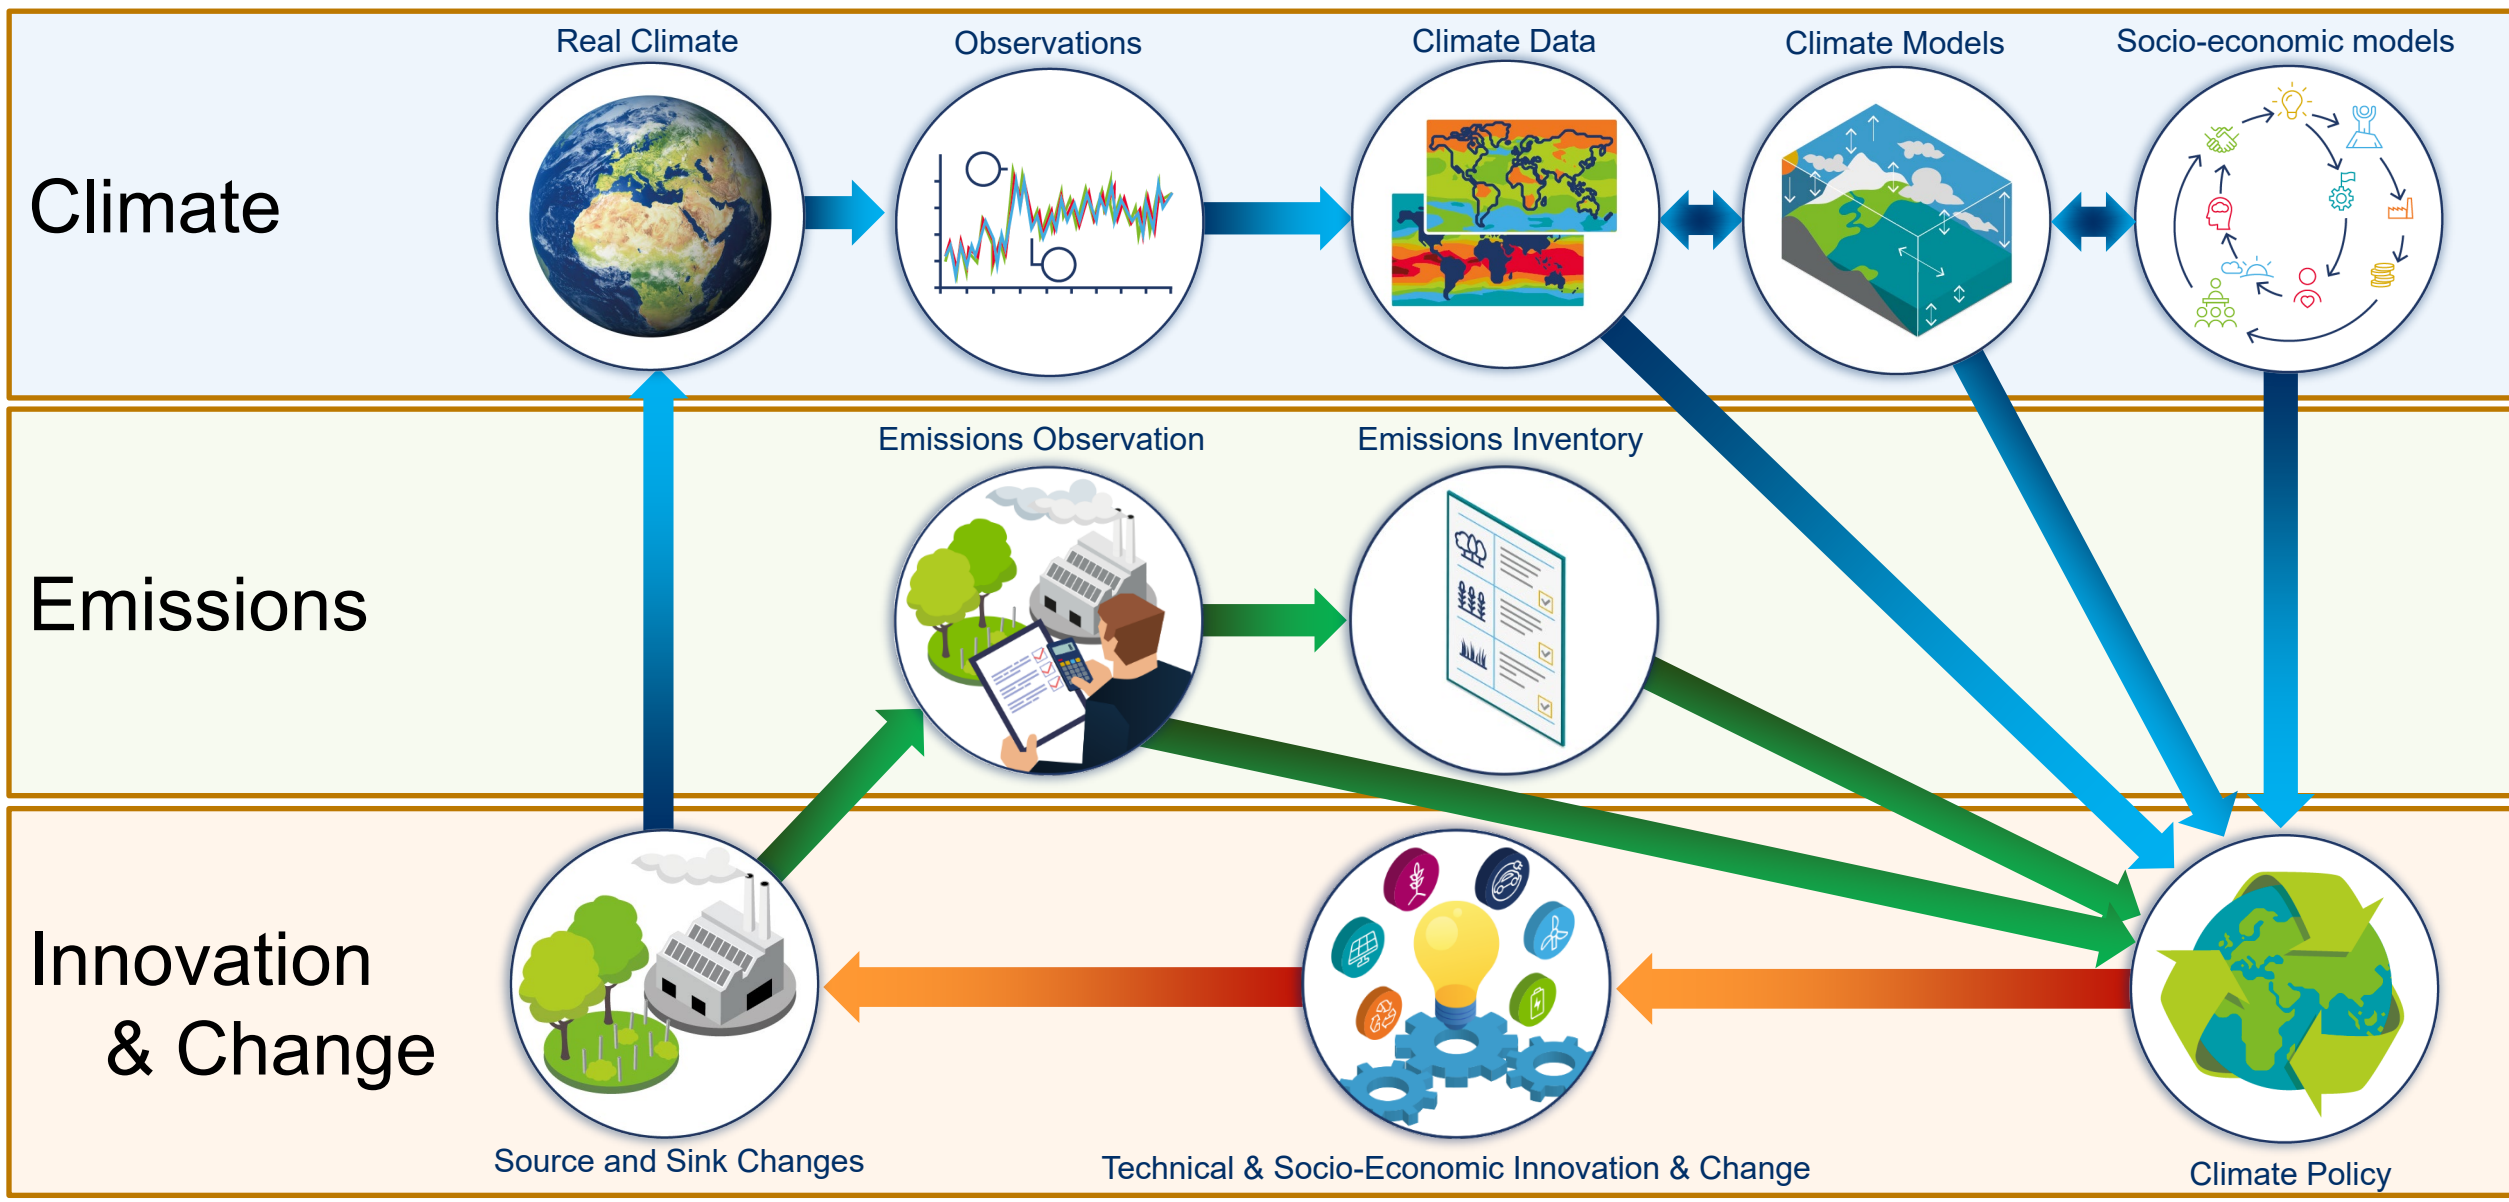 Climate
Real Climate
Observations
Climate Data
Climate Models
Socio-economic models
Emissions
Emissions Observation
Emissions Inventory
Innovation
& Change
Source and Sink Changes
Technical & Socio-Economic Innovation & Change
Climate Policy